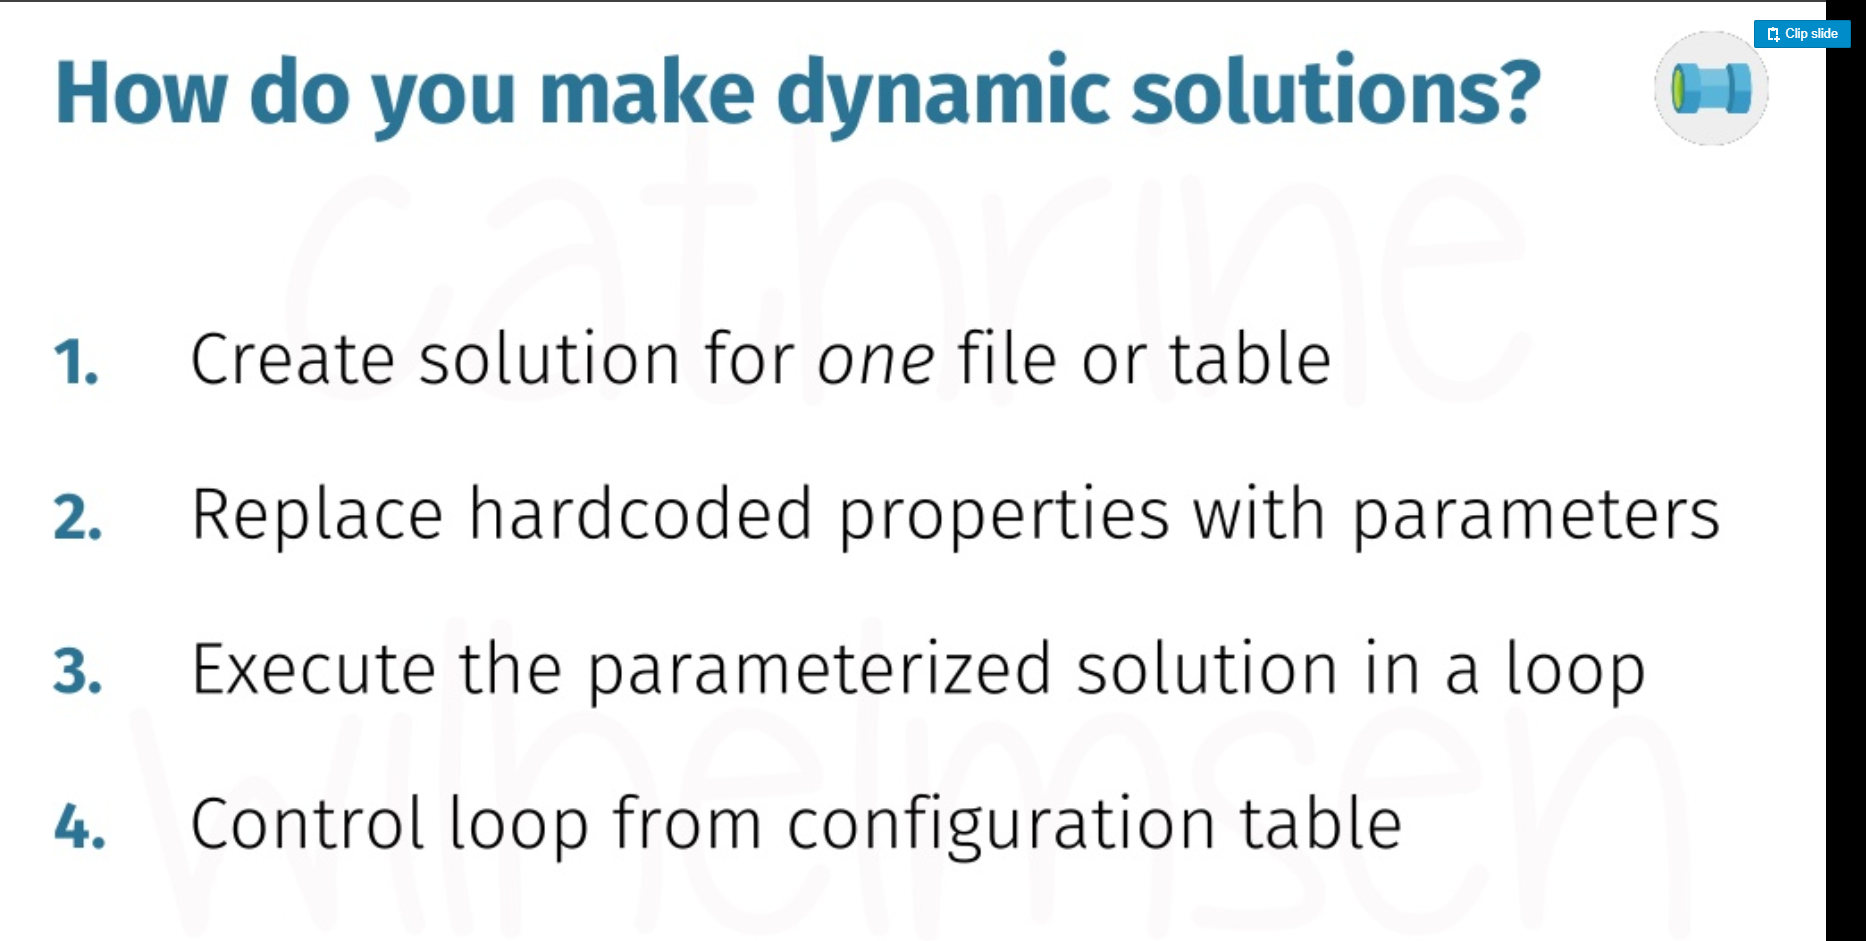 Clip slide
How do you make dynamic solutions?
cathrine
1. Create solution for one file or table
2. Replace hardcoded properties with parameters
3. Execute the parameterized solution in a loop
wilhelmsen
4. Control loop from configuration table